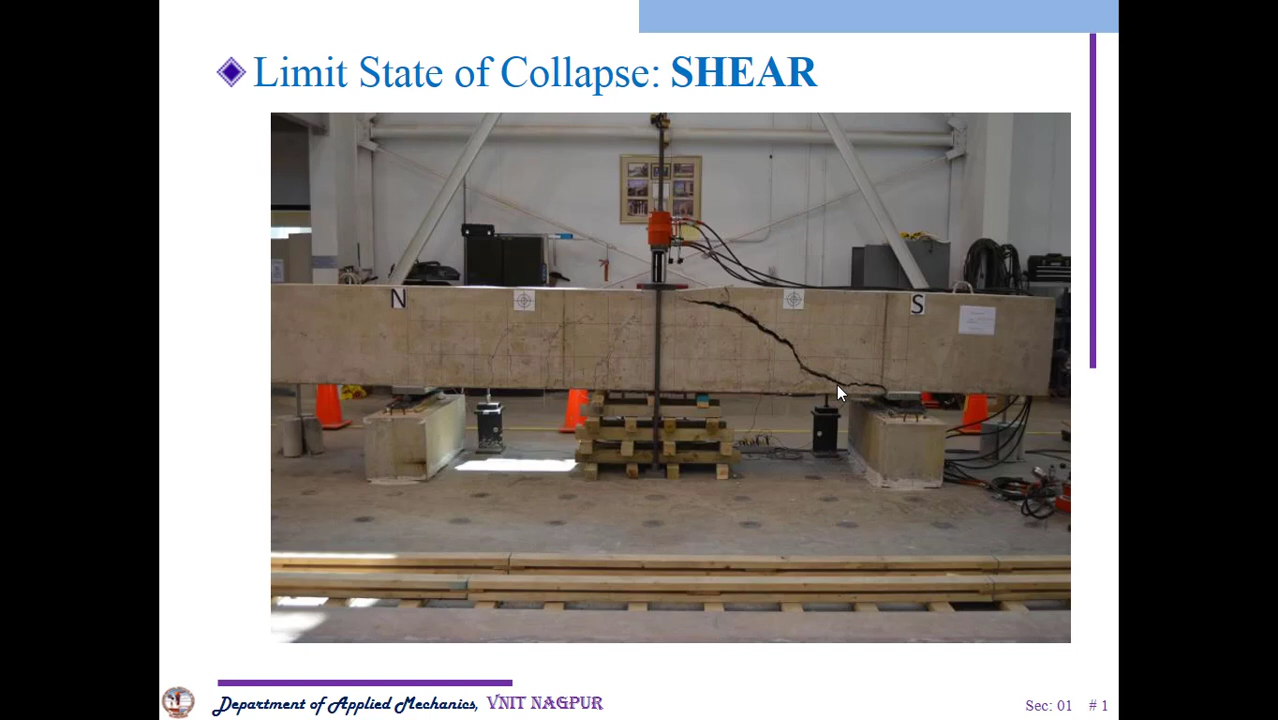 Limit State of Collapse: SHEAR
N
S
Department of Applied Mechanics, VNIT NAGPUR
Sec: 01 # 1